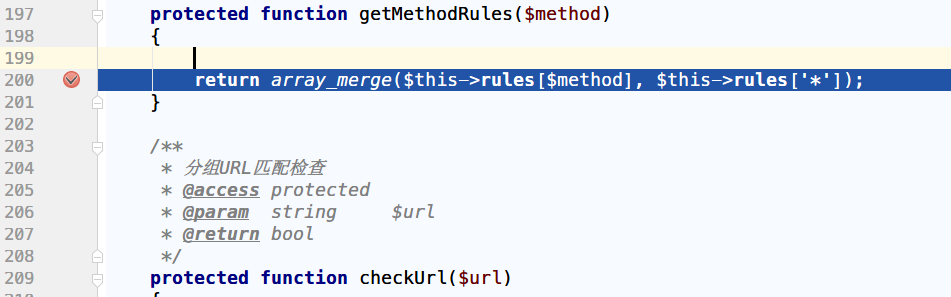 197 protected function getMethodRules($method)
198 {
199
200 return array_merge($this->rules[$method], $this->rules['*']);
201 }
202
203 /**
204 * 分组URL匹配检查
205 * @access protected
206 * @param string $url
207 * @return bool
208 */
209 protected function checkUrl($url)
210 {